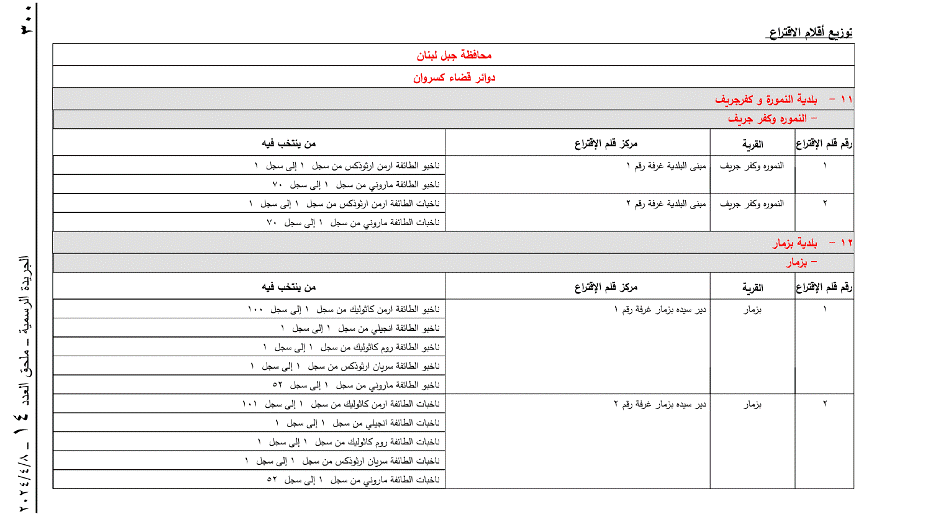 ٣٠٠
توزيع أقلام الاقتراع
محافظة جبل لبنان
دوائر قضاء كسروان
١١ - بلدية النمورة و كفرجريف
- النموره وكفر جريف
رقم قلم الإقتراع القرية مركز قلم الإقتراع من ينتخب فيه
١ النموره وكفر جريف مبنى البلدية غرفة رقم ١ ناخبو الطائفة ارمن ارثوذكس من سجل ١ إلى سجل ١
ناخبو الطائفة ماروني من سجل ١ إلى سجل ٧٠
٢ النموره وكفر جريف مبنى البلدية غرفة رقم ٢ ناخبات الطائفة ارمن ارثوذكس من سجل ١ إلى سجل ١
ناخبات الطائفة ماروني من سجل ١ إلى سجل ٧٠
١٢ - بلدية بزمار
- بزمار
رقم قلم الإقتراع القرية مركز قلم الإقتراع من ينتخب فيه
١ بزمار دير سيده بزمار غرفة رقم ١ ناخبو الطائفة ارمن كاثوليك من سجل ١ إلى سجل ١٠٠
ناخبو الطائفة انجيلي من سجل ١ إلى سجل ١
ناخبو الطائفة روم كاثوليك من سجل ١ إلى سجل ١
ناخبو الطائفة سريان ارثوذكس من سجل ١ إلى سجل ١
ناخبو الطائفة ماروني من سجل ١ إلى سجل ٥٢
٢ بزمار دير سيده بزمار غرفة رقم ٢ ناخبات الطائفة ارمن كاثوليك من سجل ١ إلى سجل ١٠١
ناخبات الطائفة انجيلي من سجل ١ إلى سجل ١
ناخبات الطائفة روم كاثوليك من سجل ١ إلى سجل ١
ناخبات الطائفة سريان ارثوذكس من سجل ١ إلى سجل ١
ناخبات الطائفة ماروني من سجل ١ إلى سجل ٥٢
الجريدة الرسمية – ملحق العدد ١٤ – ٢٠٢٤/٤/٨